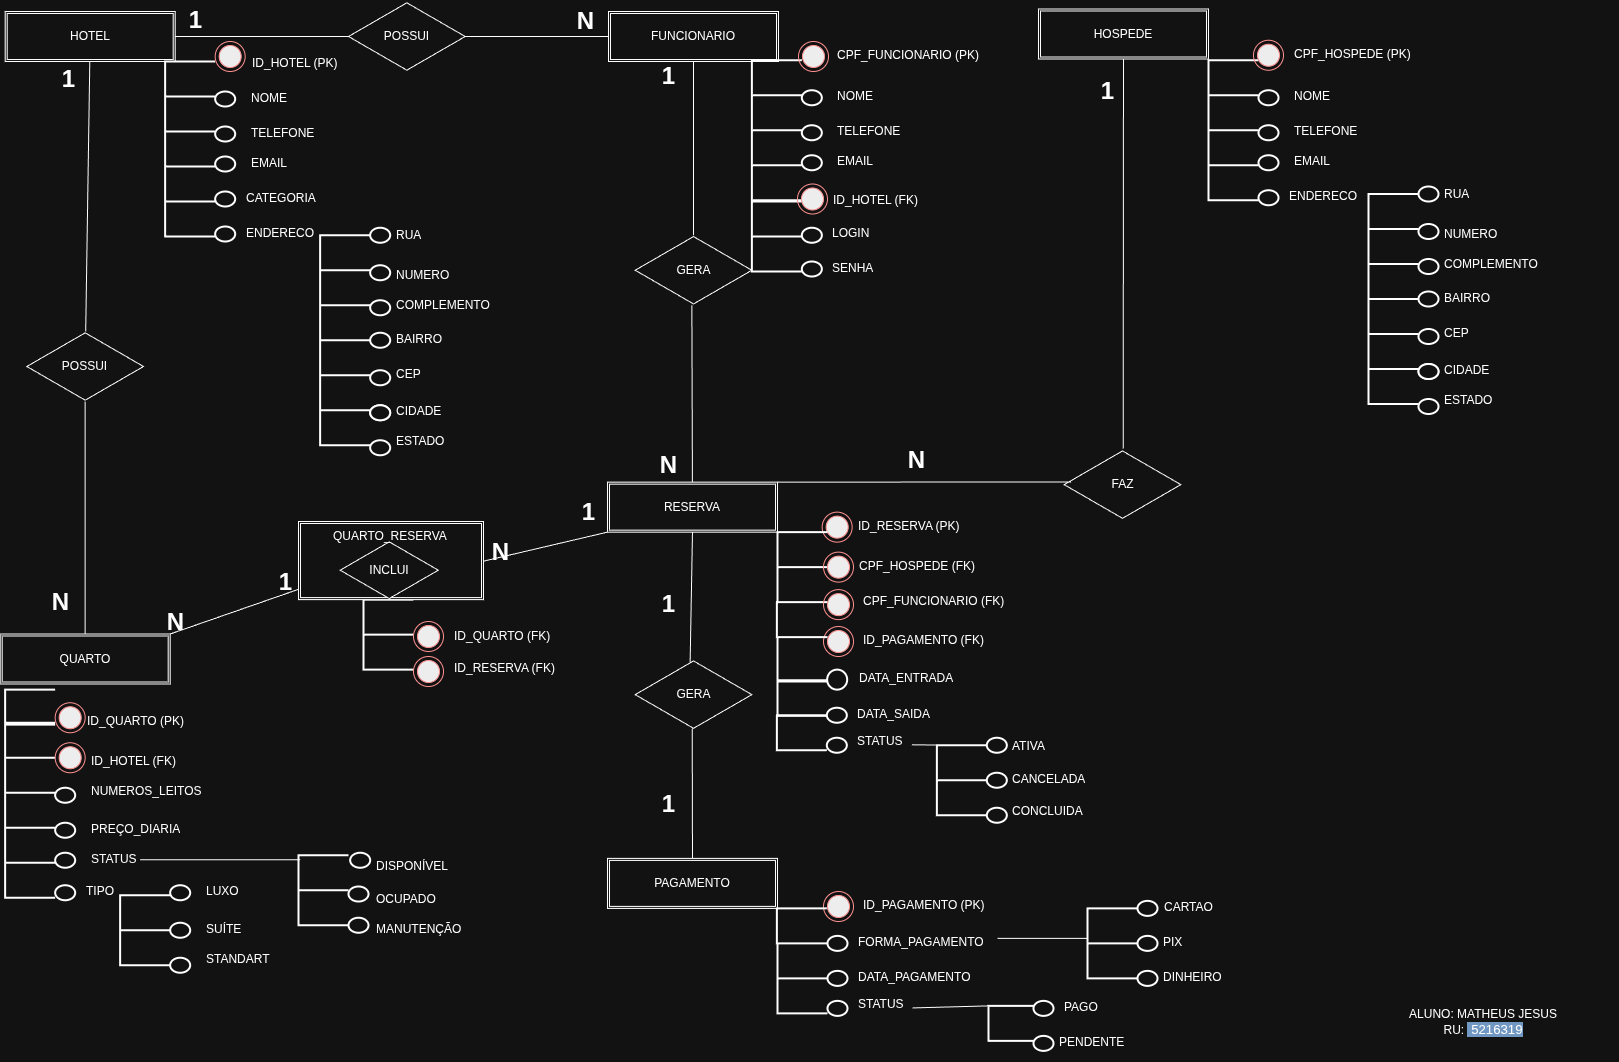 HOTEL
1
POSSUI
N
FUNCIONARIO
HOSPEDE
1
ID_HOTEL (PK)
NOME
TELEFONE
EMAIL
CATEGORIA
ENDERECO
RUA
NUMERO
COMPLEMENTO
BAIRRO
CEP
CIDADE
ESTADO
1
CPF_FUNCIONARIO (PK)
NOME
TELEFONE
EMAIL
ID_HOTEL (FK)
LOGIN
SENHA
GERA
1
CPF_HOSPEDE (PK)
NOME
TELEFONE
EMAIL
ENDERECO
RUA
NUMERO
COMPLEMENTO
BAIRRO
CEP
CIDADE
ESTADO
POSSUI
N
N
FAZ
1
RESERVA
QUARTO_RESERVA
INCLUI
N
1
N
N
QUARTO
ID_QUARTO (FK)
ID_RESERVA (FK)
ID_RESERVA (PK)
CPF_HOSPEDE (FK)
CPF_FUNCIONARIO (FK)
ID_PAGAMENTO (FK)
DATA_ENTRADA
DATA_SAIDA
STATUS
ATIVA
CANCELADA
CONCLUIDA
1
GERA
1
ID_QUARTO (PK)
ID_HOTEL (FK)
NUMEROS_LEITOS
PREÇO_DIARIA
STATUS
DISPONÍVEL
OCUPADO
MANUTENÇÃO
TIPO
LUXO
SUÍTE
STANDART
PAGAMENTO
ID_PAGAMENTO (PK)
FORMA_PAGAMENTO
CARTAO
PIX
DINHEIRO
DATA_PAGAMENTO
STATUS
PAGO
PENDENTE
ALUNO: MATHEUS JESUS
RU: 5216319